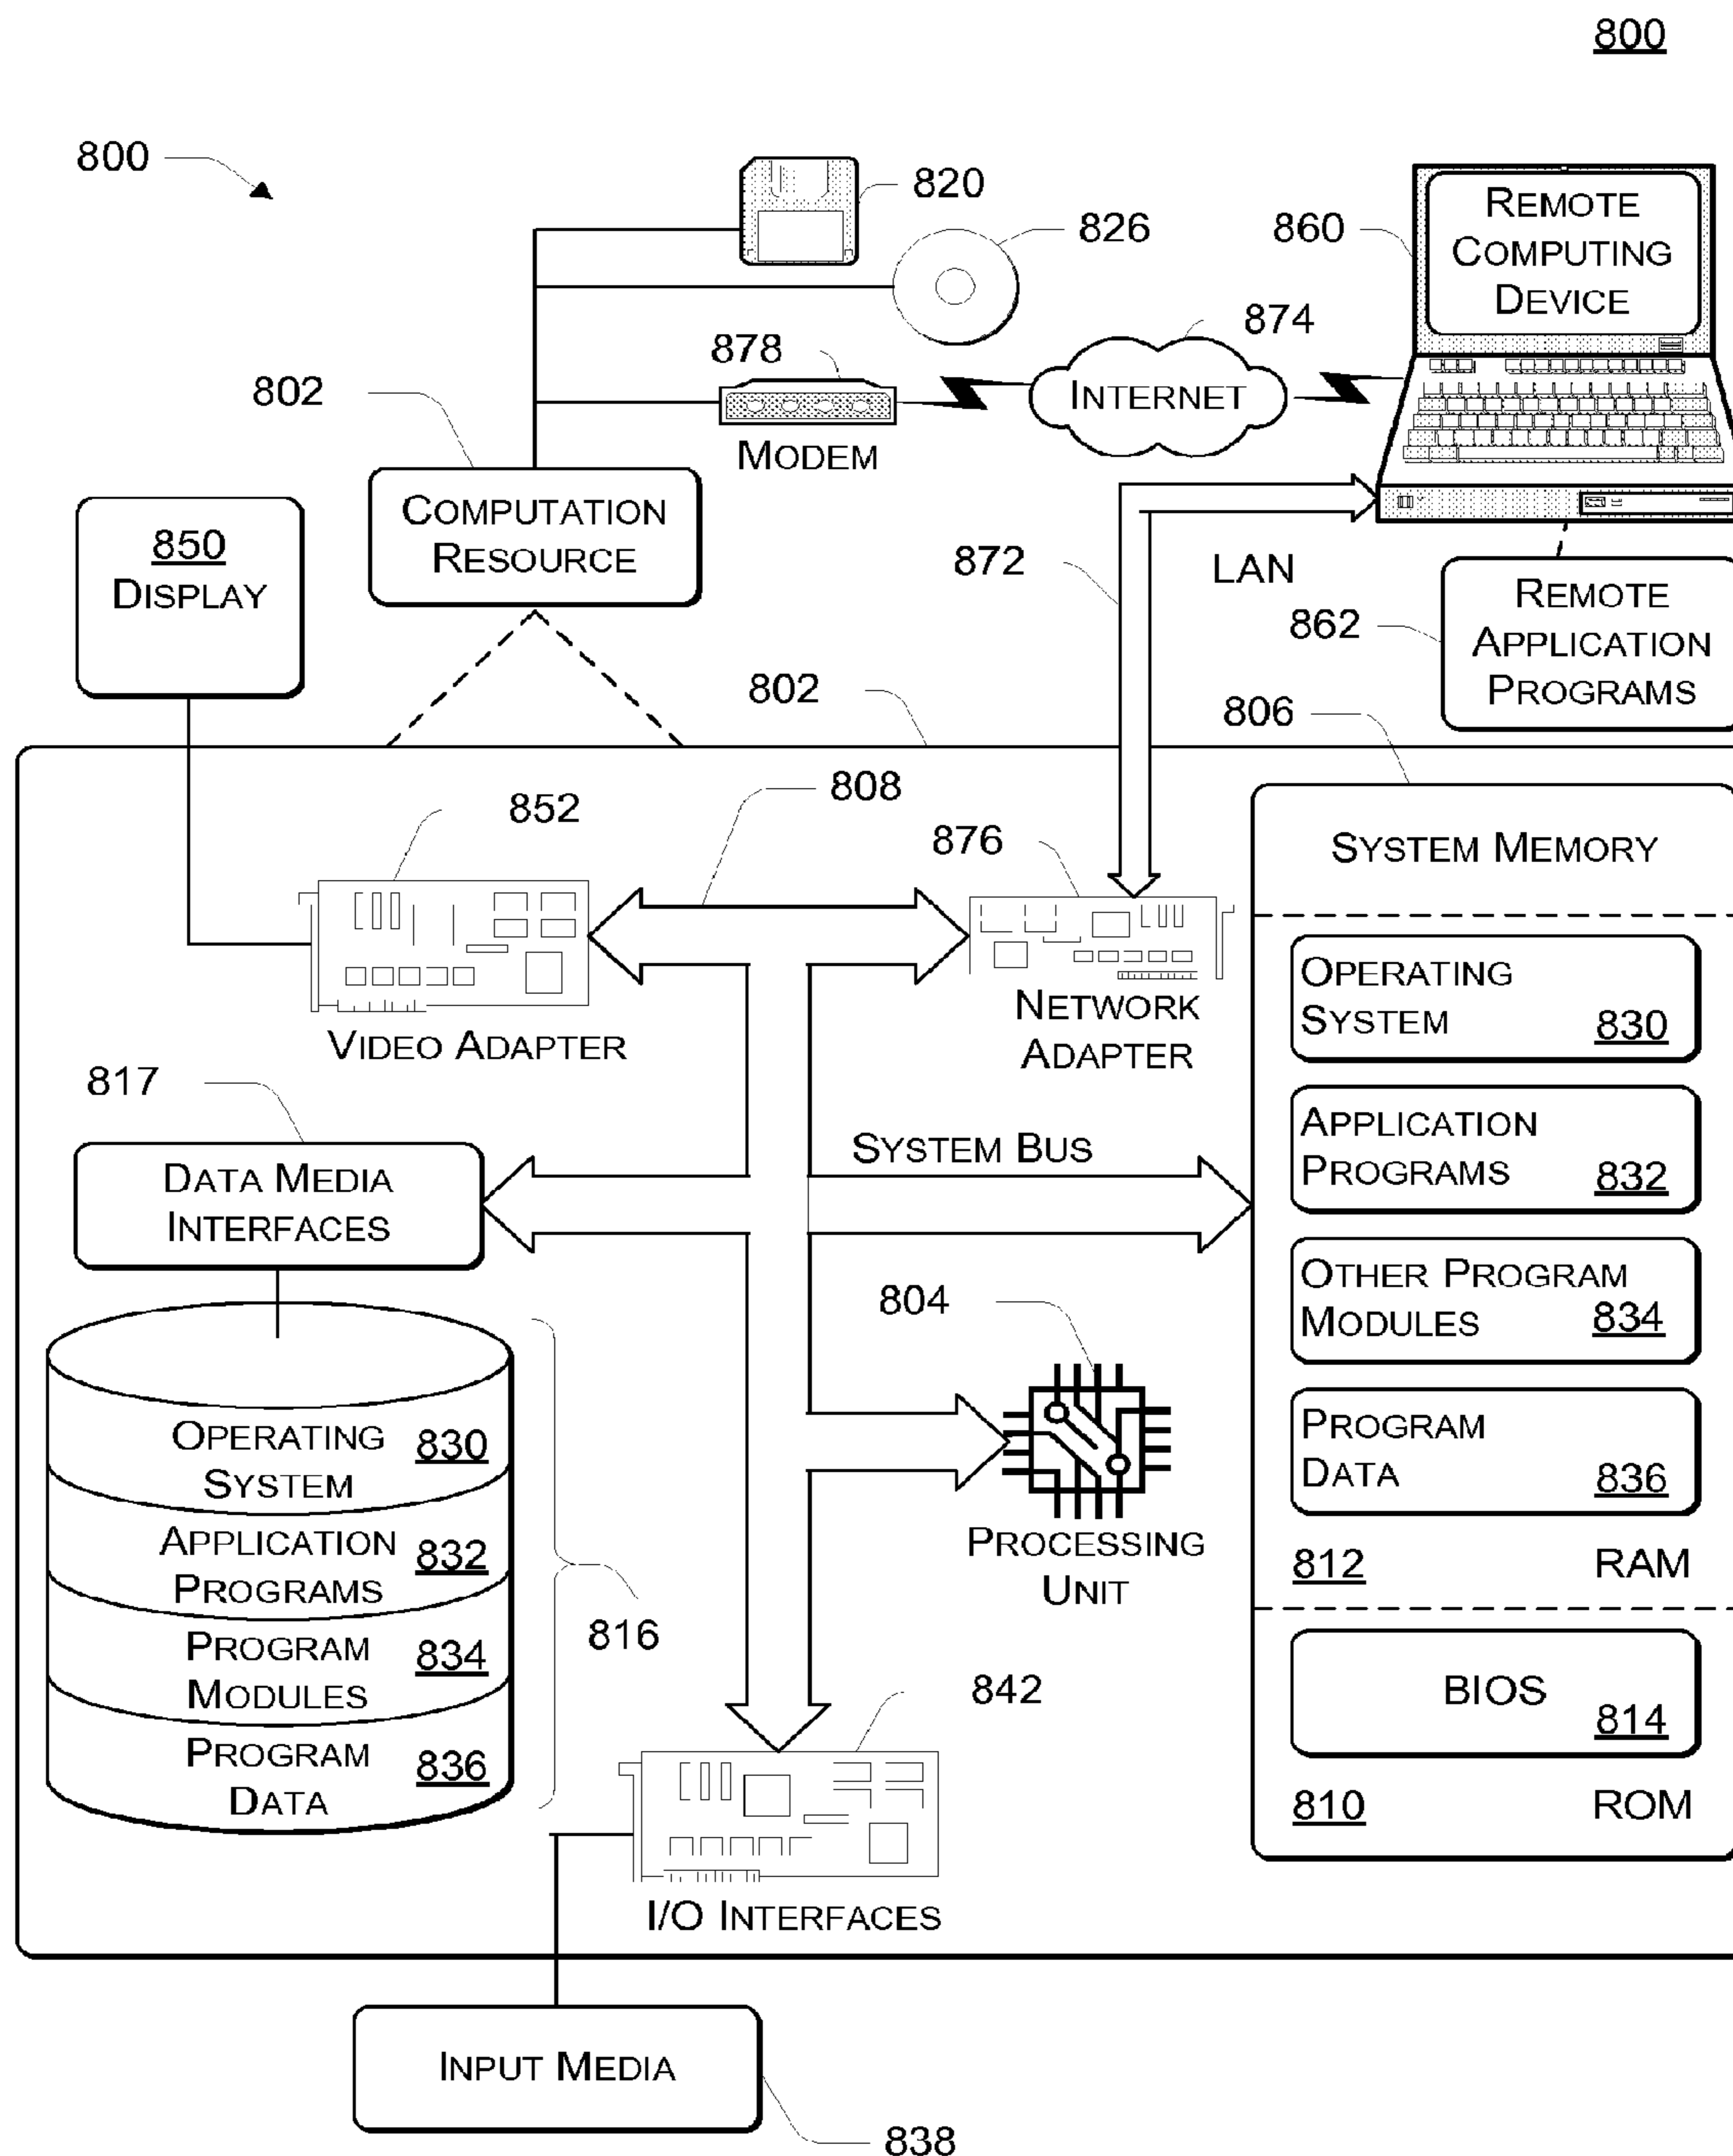 800
800
820
826
860
REMOTE
COMPUTING
DEVICE
874
INTERNET
878
MODEM
802
COMPUTATION
RESOURCE
850
DISPLAY
872
LAN
862
REMOTE
APPLICATION
PROGRAMS
802
806
852
808
876
SYSTEM MEMORY
VIDEO ADAPTER
NETWORK
ADAPTER
OPERATING
SYSTEM 830
817
DATA MEDIA
INTERFACES
SYSTEM BUS
APPLICATION
PROGRAMS 832
OTHER PROGRAM
MODULES 834
804
PROCESSING
UNIT
PROGRAM
DATA 836
812 RAM
OPERATING 830
SYSTEM
APPLICATION 832
PROGRAMS
PROGRAM 834
MODULES
PROGRAM 836
DATA
816
842
BIOS
814
810 ROM
I/O INTERFACES
INPUT MEDIA
838